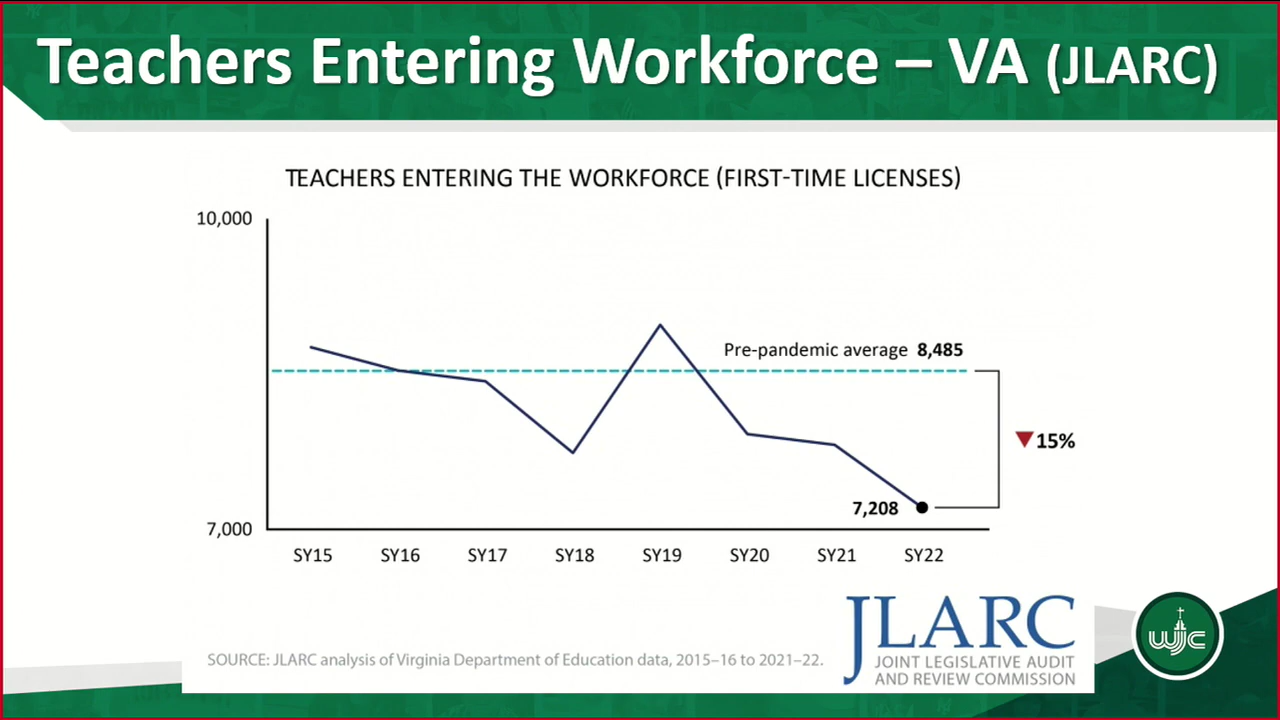 Teachers Entering Workforce – VA (JLARC)
TEACHERS ENTERING THE WORKFORCE (FIRST-TIME LICENSES)
10,000
Pre-pandemic average 8,485
15%
7,208
7,000
SY15 SY16 SY17 SY18 SY19 SY20 SY21 SY22
SOURCE: JLARC analysis of Virginia Department of Education data, 2015–16 to 2021–22.
JLARC
JOINT LEGISLATIVE AUDIT
AND REVIEW COMMISSION
WJCC